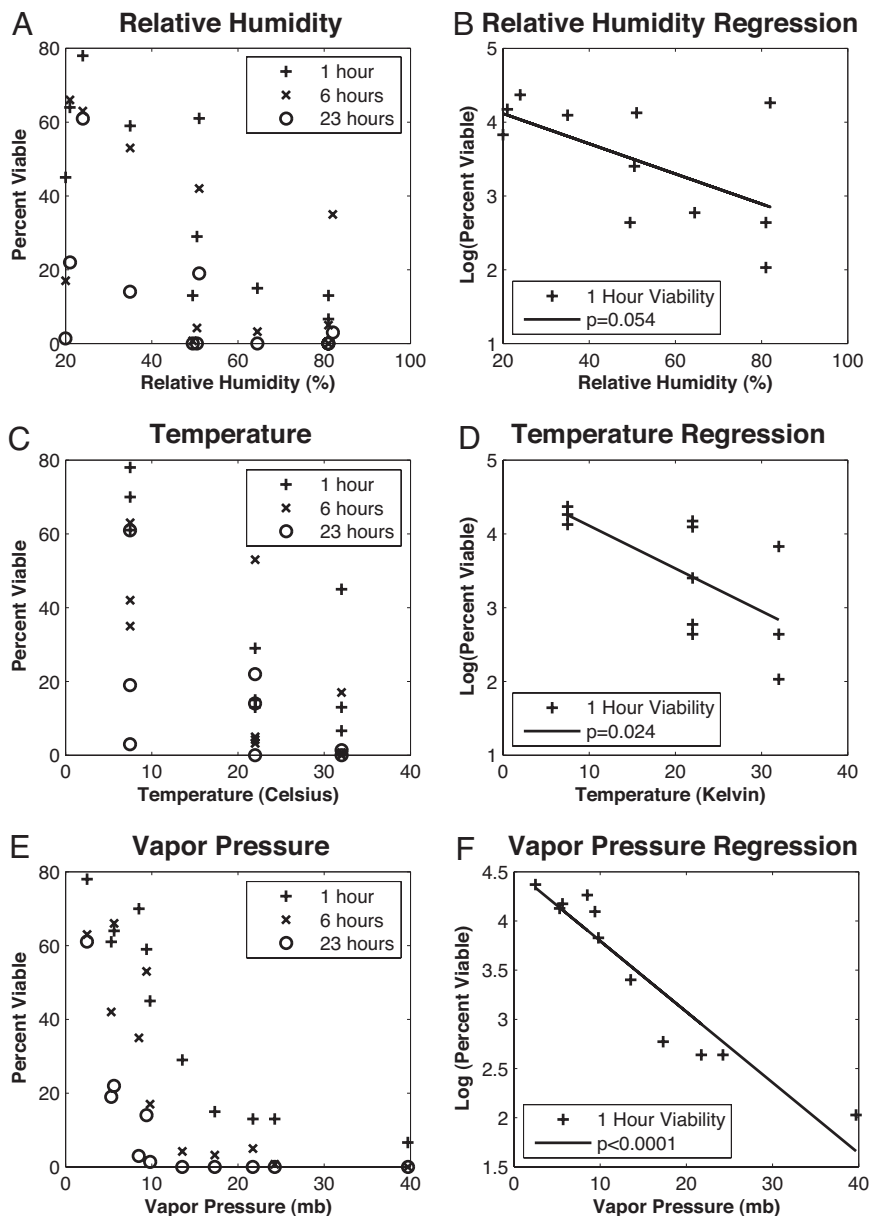 A Relative Humidity
80
60
40
20
0
Percent Viable
+ 1 hour
× 6 hours
○ 23 hours
20 40 60 80 100
Relative Humidity (%)
B Relative Humidity Regression
5
4
3
2
1
Log(Percent Viable)
+ 1 Hour Viability
p=0.054
20 40 60 80 100
Relative Humidity (%)
C Temperature
80
60
40
20
0
Percent Viable
+ 1 hour
× 6 hours
○ 23 hours
0 10 20 30 40
Temperature (Celsius)
D Temperature Regression
5
4
3
2
1
Log(Percent Viable)
+ 1 Hour Viability
p=0.024
0 10 20 30 40
Temperature (Kelvin)
E Vapor Pressure
80
60
40
20
0
Percent Viable
+ 1 hour
× 6 hours
○ 23 hours
0 10 20 30 40
Vapor Pressure (mb)
F Vapor Pressure Regression
4.5
4
3.5
3
2.5
2
1.5
Log (Percent Viable)
+ 1 Hour Viability
p<0.0001
0 10 20 30 40
Vapor Pressure (mb)